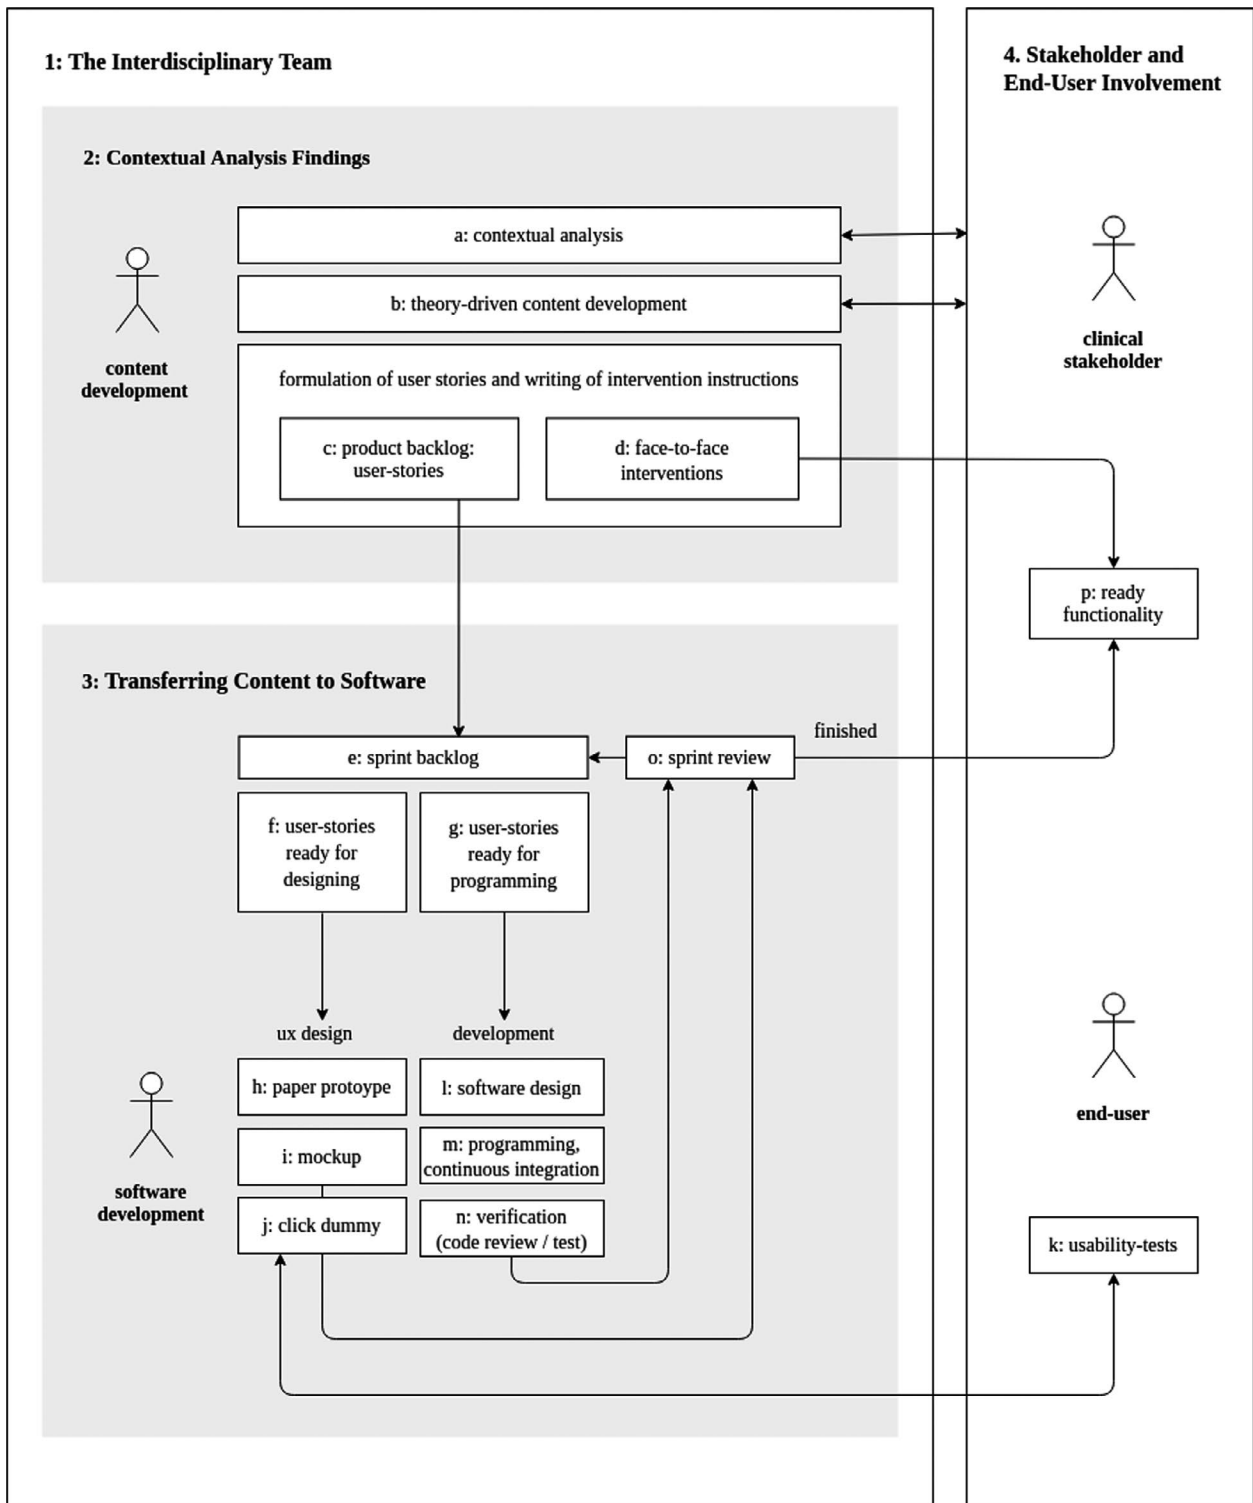 1: The Interdisciplinary Team
2: Contextual Analysis Findings
a: contextual analysis
b: theory-driven content development
content
development
formulation of user stories and writing of intervention instructions
c: product backlog:
user-stories
d: face-to-face
interventions
3: Transferring Content to Software
e: sprint backlog
o: sprint review
finished
f: user-stories
ready for
designing
g: user-stories
ready for
programming
ux design
development
h: paper protoype
l: software design
i: mockup
m: programming,
continuous integration
software
development
j: click dummy
n: verification
(code review / test)
4. Stakeholder and
End-User Involvement
clinical
stakeholder
p: ready
functionality
end-user
k: usability-tests